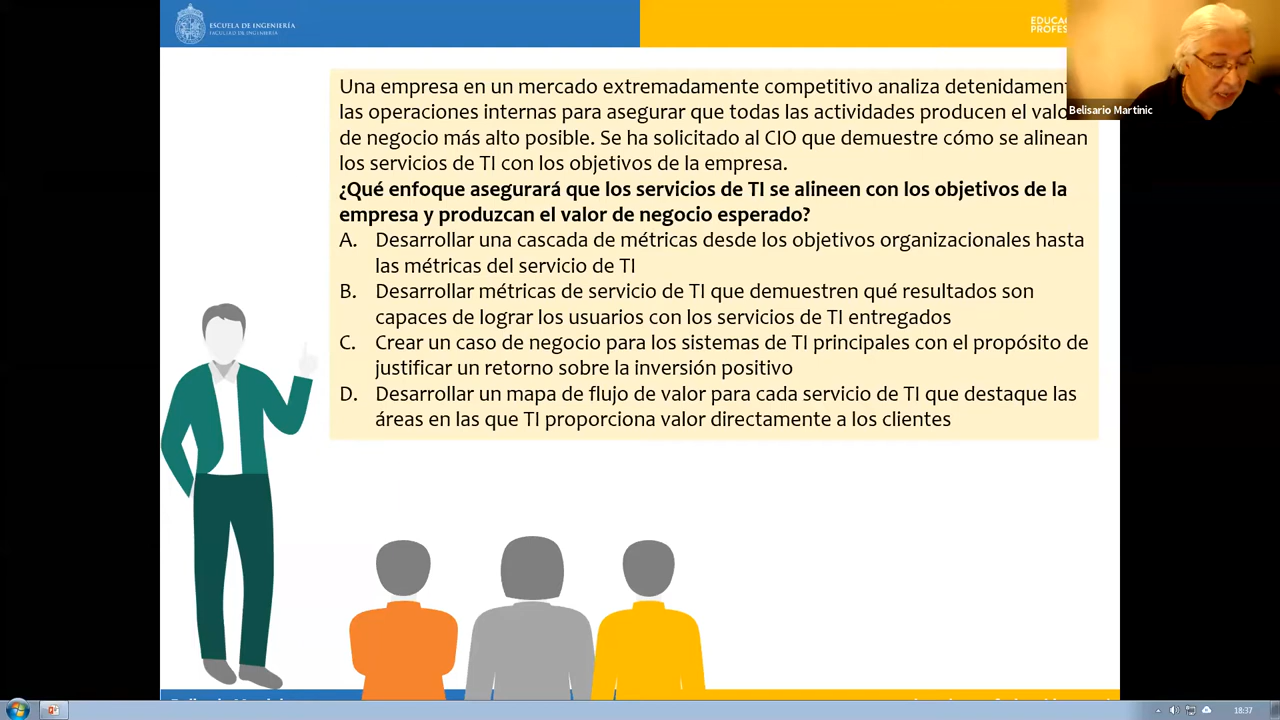 ESCUELA DE INGENIERÍA
FACULTAD DE INGENIERÍA
Una empresa en un mercado extremadamente competitivo analiza
las operaciones internas para asegurar que todas las actividades producen el
de negocio más alto posible. Se ha solicitado al CIO que demuestre cómo se alinean
los servicios de TI con los objetivos de la empresa.
¿Qué enfoque asegurará que los servicios de TI se alineen con los objetivos de la
empresa y produzcan el valor de negocio esperado?
A. Desarrollar una cascada de métricas desde los objetivos organizacionales hasta
las métricas del servicio de TI
B. Desarrollar métricas de servicio de TI que demuestren qué resultados son
capaces de lograr los usuarios con los servicios de TI entregados
C. Crear un caso de negocio para los sistemas de TI principales con el propósito de
justificar un retorno sobre la inversión positivo
D. Desarrollar un mapa de flujo de valor para cada servicio de TI que destaque las
áreas en las que TI proporciona valor directamente a los clientes
Belisario Martinic
18:37